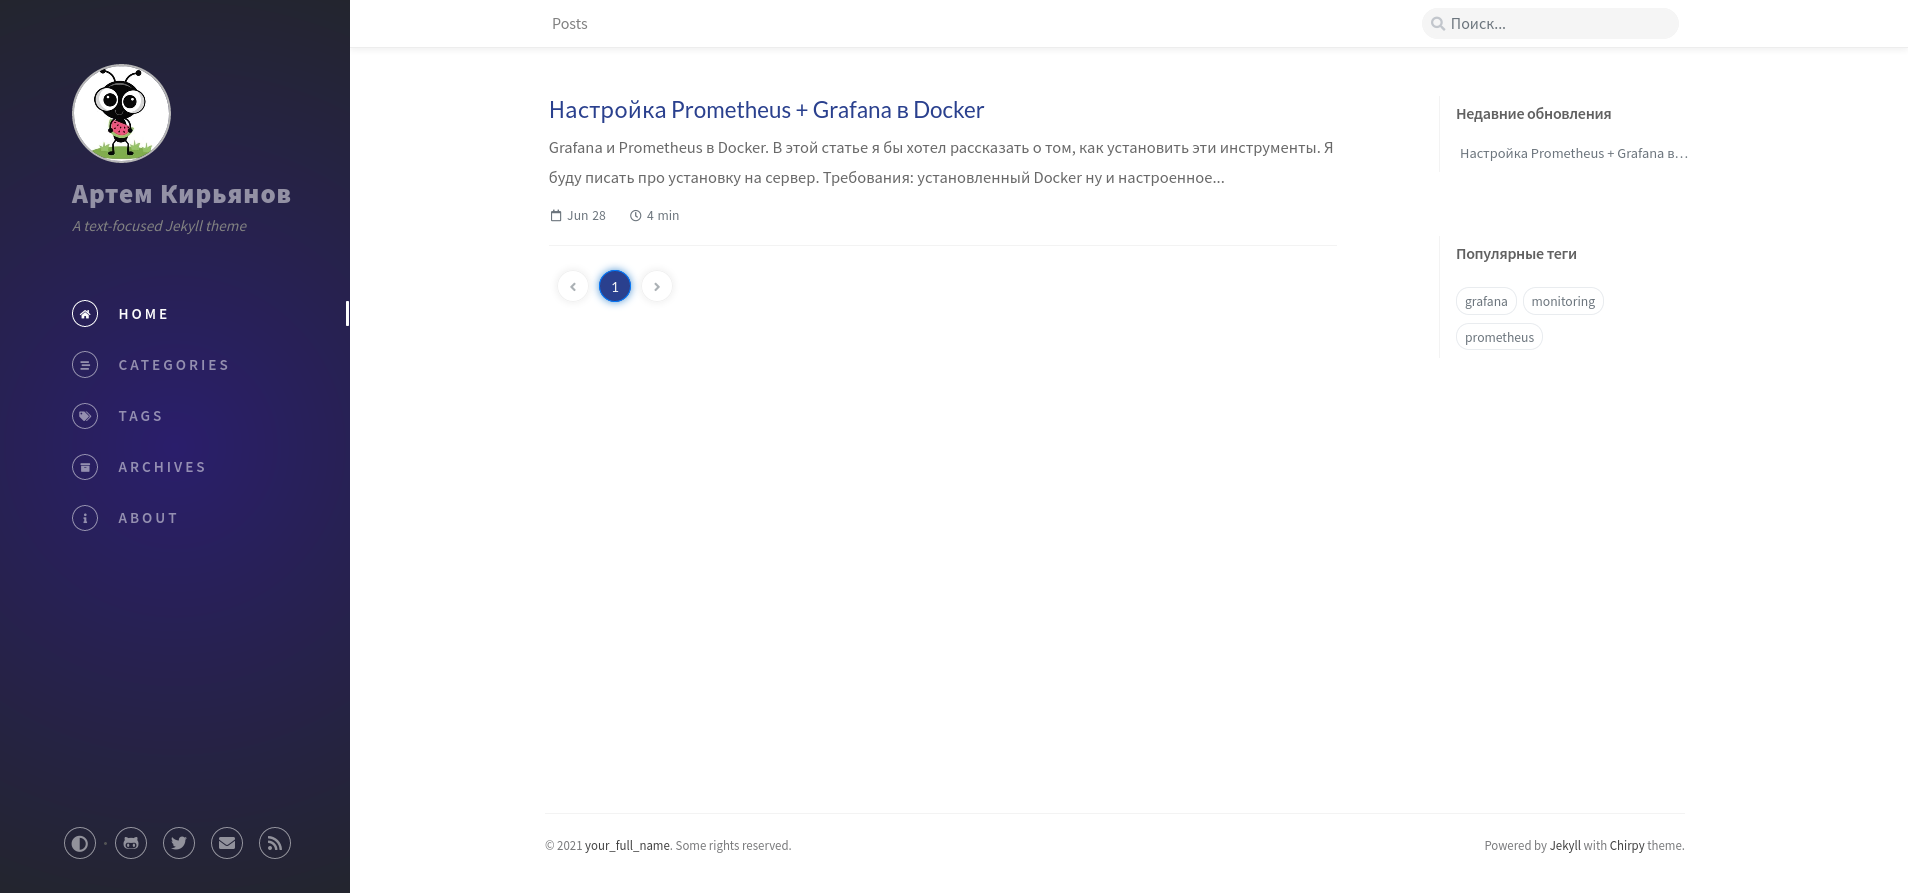 Артем Кирьянов
A text-focused Jekyll theme
HOME
CATEGORIES
TAGS
ARCHIVES
ABOUT
Posts
Поиск...
Настройка Prometheus + Grafana в Docker
Grafana и Prometheus в Docker. В этой статье я бы хотел рассказать о том, как установить эти инструменты. Я
буду писать про установку на сервер. Требования: установленный Docker ну и настроенное...
Jun 28 4 min
1
Недавние обновления
Настройка Prometheus + Grafana в...
Популярные теги
grafana monitoring
prometheus
© 2021 your_full_name. Some rights reserved.
Powered by Jekyll with Chirpy theme.